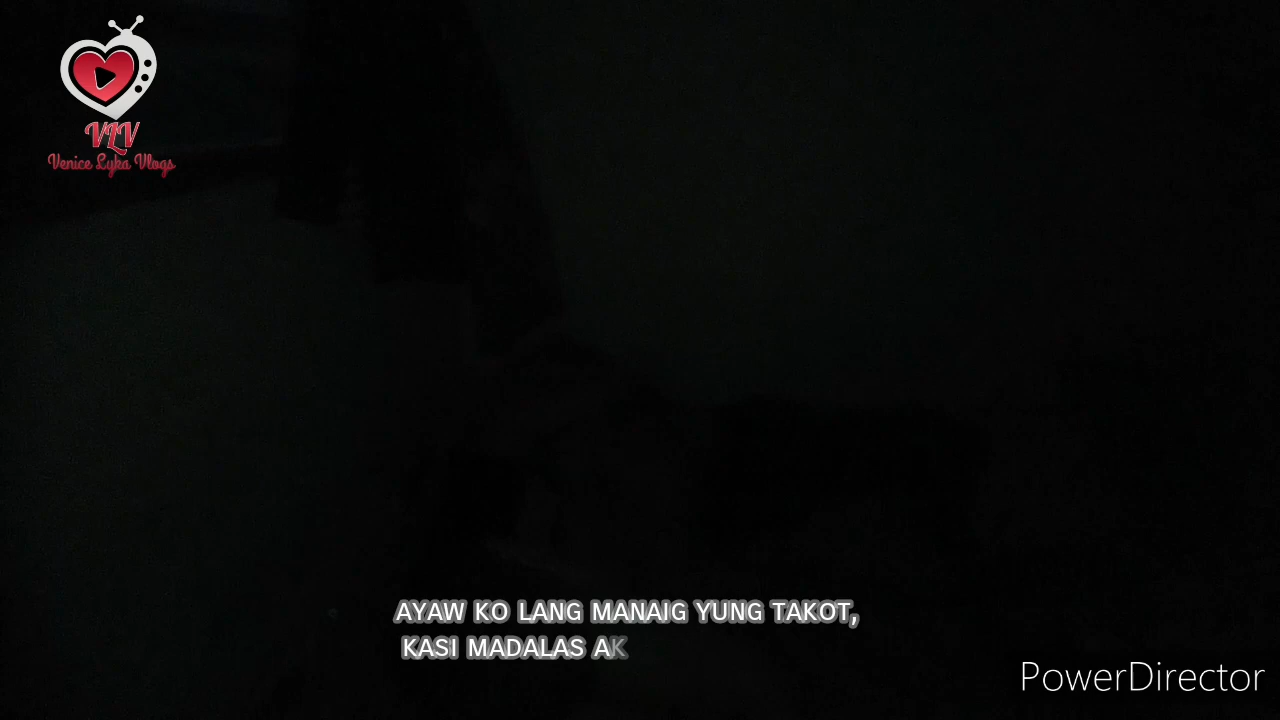 VLV
Venice Lyka Vlogs
AYAW KO LANG MANAIG YUNG TAKOT,
KASI MADALAS AK
PowerDirector